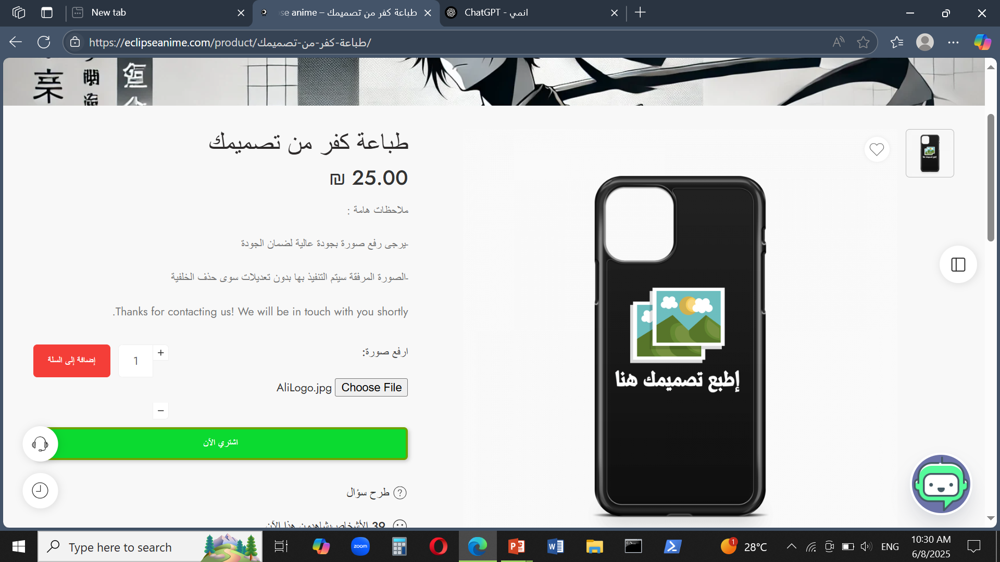 New tab
طباعة كفر من تصميمك – se anime
ChatGPT - انمي
https://eclipseanime.com/product/طباعة-كفر-من-تصميمك/
طباعة كفر من تصميمك
25.00 ₪
ملاحظات هامة :
-يرجى رفع صورة بجودة عالية لضمان الجودة
-الصورة المرفقة سيتم التنفيذ بها بدون تعديلات سوى حذف الخلفية
.Thanks for contacting us! We will be in touch with you shortly
ارفع صورة:
Choose File AliLogo.jpg
+
1
−
إضافة إلى السلة
اشتري الآن
طرح سؤال
39 الأشخاص يشاهدون هذا الآن
إطبع تصميمك هنا
Type here to search
zoom
1
28°C
ENG
10:30 AM
6/8/2025